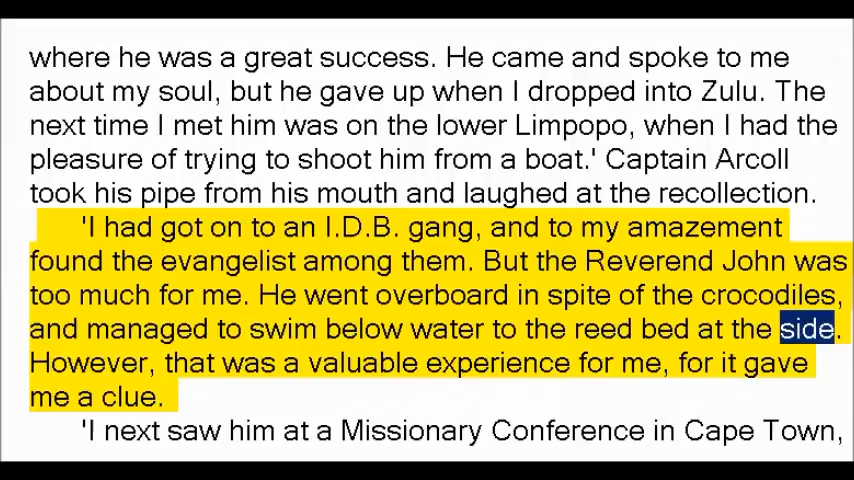 where he was a great success. He came and spoke to me
about my soul, but he gave up when I dropped into Zulu. The
next time I met him was on the lower Limpopo, when I had the
pleasure of trying to shoot him from a boat.' Captain Arcoll
took his pipe from his mouth and laughed at the recollection.
'I had got on to an I.D.B. gang, and to my amazement
found the evangelist among them. But the Reverend John was
too much for me. He went overboard in spite of the crocodiles,
and managed to swim below water to the reed bed at the side.
However, that was a valuable experience for me, for it gave
me a clue.
'I next saw him at a Missionary Conference in Cape Town,